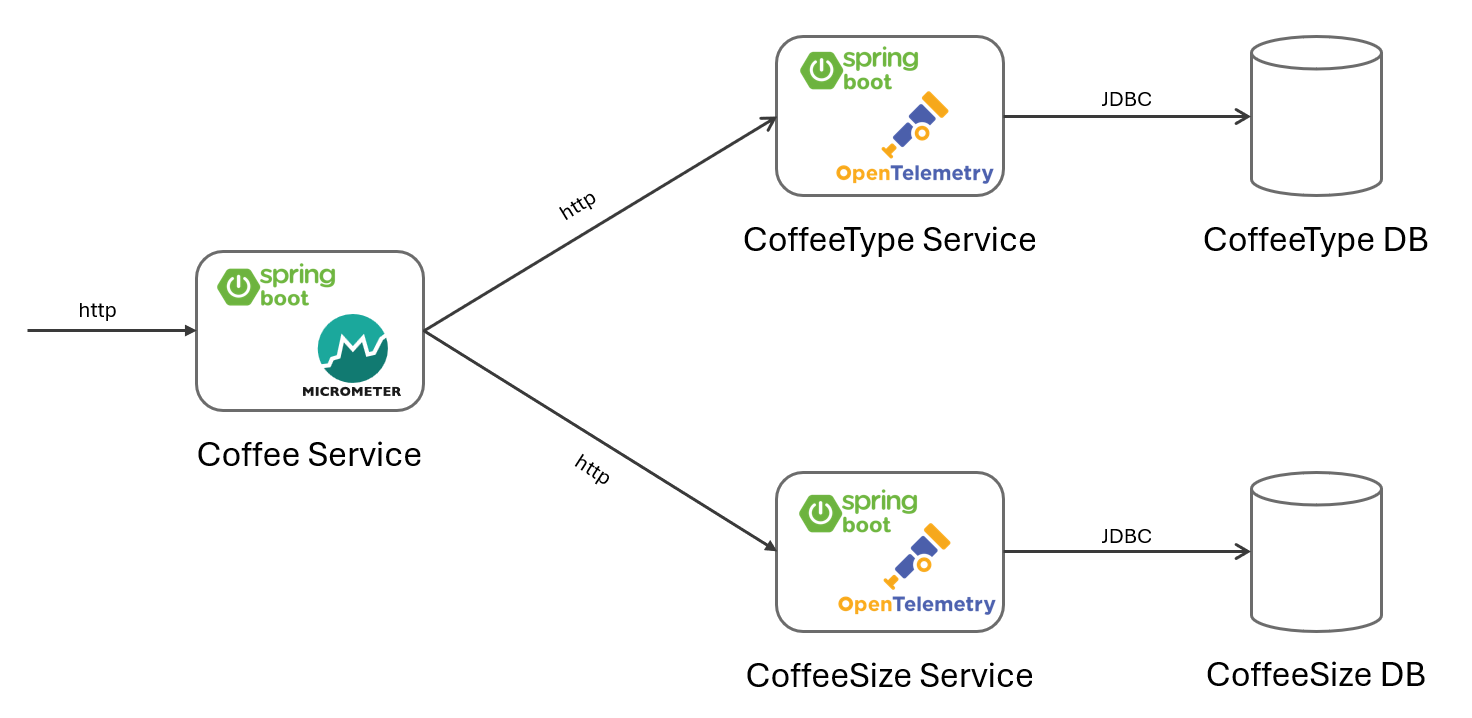 spring
boot
OpenTelemetry
JDBC
CoffeeType Service
CoffeeType DB
http
spring
boot
MICROMETER
http
Coffee Service
http
spring
boot
OpenTelemetry
JDBC
CoffeeSize Service
CoffeeSize DB